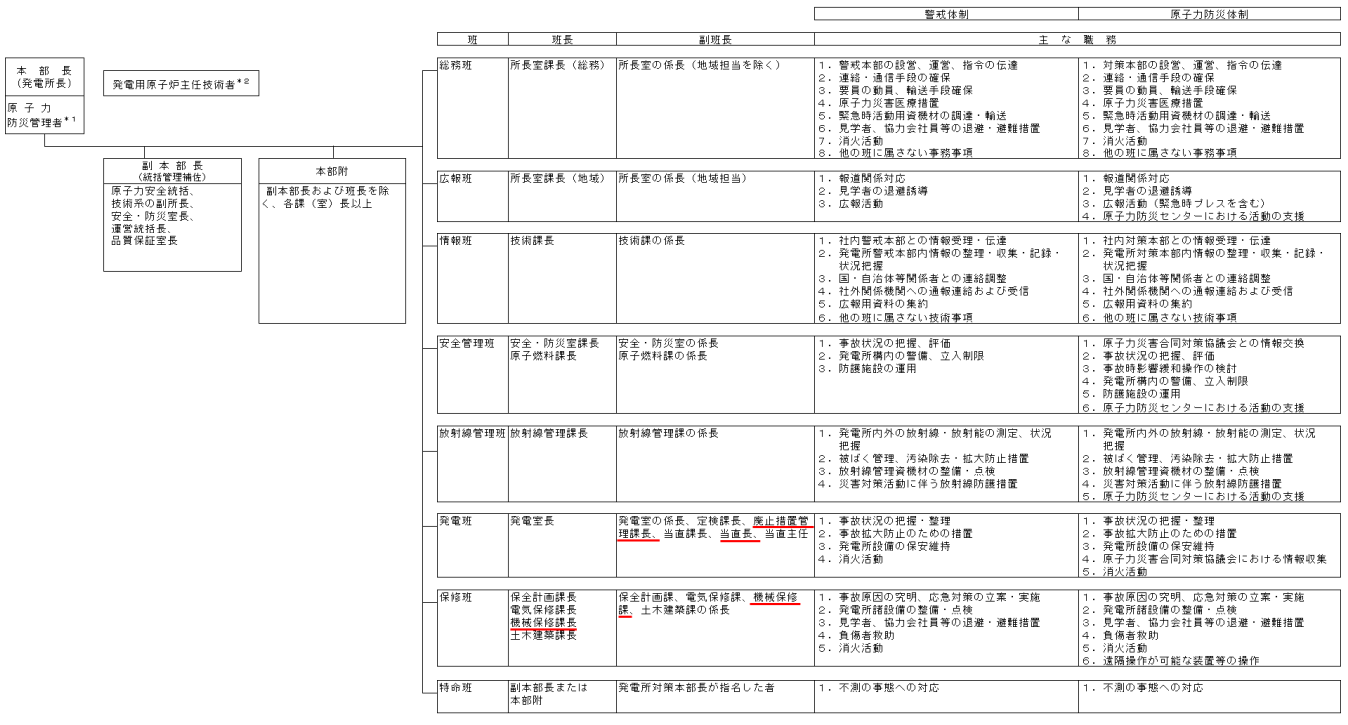 警戒体制
原子力防災体制
班
班長
副班長
主な職務
本部長
(発電所長)
原子力
防災管理者*1
発電用原子炉主任技術者*2
副本部長
(統括管理補佐)
原子力安全統括、
技術系の副所長、
安全・防災室長、
運営統括長、
品質保証室長
本部附
副本部長および班長を除
く、各課(室)長以上
総務班
所長室課長(総務)
所長室の係長(地域担当を除く)
1.警戒本部の設営、運営、指令の伝達
2.連絡・通信手段の確保
3.要員の動員、輸送手段確保
4.原子力災害医療措置
5.緊急時活動用資機材の調達・輸送
6.見学者、協力会社員等の退避・避難措置
7.消火活動
8.他の班に属さない事務事項
1.対策本部の設営、運営、指令の伝達
2.連絡・通信手段の確保
3.要員の動員、輸送手段確保
4.原子力災害医療措置
5.緊急時活動用資機材の調達・輸送
6.見学者、協力会社員等の退避・避難措置
7.消火活動
8.他の班に属さない事務事項
広報班
所長室課長(地域)
所長室の係長(地域担当)
1.報道関係対応
2.見学者の退避誘導
3.広報活動
1.報道関係対応
2.見学者の退避誘導
3.広報活動(緊急時プレスを含む)
4.原子力防災センターにおける活動の支援
情報班
技術課長
技術課の係長
1.社内警戒本部との情報受理・伝達
2.発電所警戒本部内情報の整理・収集・記録・
状況把握
3.国・自治体等関係者との連絡調整
4.社外関係機関への通報連絡および受信
5.広報用資料の集約
6.他の班に属さない技術事項
1.社内対策本部との情報受理・伝達
2.発電所対策本部内情報の整理・収集・記録・
状況把握
3.国・自治体等関係者との連絡調整
4.社外関係機関への通報連絡および受信
5.広報用資料の集約
6.他の班に属さない技術事項
安全管理班
安全・防災室課長
原子燃料課長
安全・防災室の係長
原子燃料課の係長
1.事故状況の把握、評価
2.発電所構内の警備、立入制限
3.防護施設の運用
1.原子力災害合同対策協議会との情報交換
2.事故状況の把握、評価
3.事故時影響緩和操作の検討
4.発電所構内の警備、立入制限
5.防護施設の運用
6.原子力防災センターにおける活動の支援
放射線管理班
放射線管理課長
放射線管理課の係長
1.発電所内外の放射線・放射能の測定、状況
把握
2.被ばく管理、汚染除去・拡大防止措置
3.放射線管理資機材の整備・点検
4.災害対策活動に伴う放射線防護措置
1.発電所内外の放射線・放射能の測定、状況
把握
2.被ばく管理、汚染除去・拡大防止措置
3.放射線管理資機材の整備・点検
4.災害対策活動に伴う放射線防護措置
5.原子力防災センターにおける活動の支援
発電班
発電室長
発電室の係長、定検課長、廃止措置管
理課長、当直課長、当直長、当直主任
1.事故状況の把握・整理
2.事故拡大防止のための措置
3.発電所設備の保安維持
4.消火活動
1.事故状況の把握・整理
2.事故拡大防止のための措置
3.発電所設備の保安維持
4.原子力災害合同対策協議会における情報収集
5.消火活動
保修班
保全計画課長
電気保修課長
機械保修課長
土木建築課長
保全計画課、電気保修課、機械保修
課、土木建築課の係長
1.事故原因の究明、応急対策の立案・実施
2.発電所諸設備の整備・点検
3.見学者、協力会社員等の退避・避難措置
4.負傷者救助
5.消火活動
1.事故原因の究明、応急対策の立案・実施
2.発電所諸設備の整備・点検
3.見学者、協力会社員等の退避・避難措置
4.負傷者救助
5.消火活動
6.遠隔操作が可能な装置等の操作
特命班
副本部長または
本部附
発電所対策本部長が指名した者
1.不測の事態への対応
1.不測の事態への対応